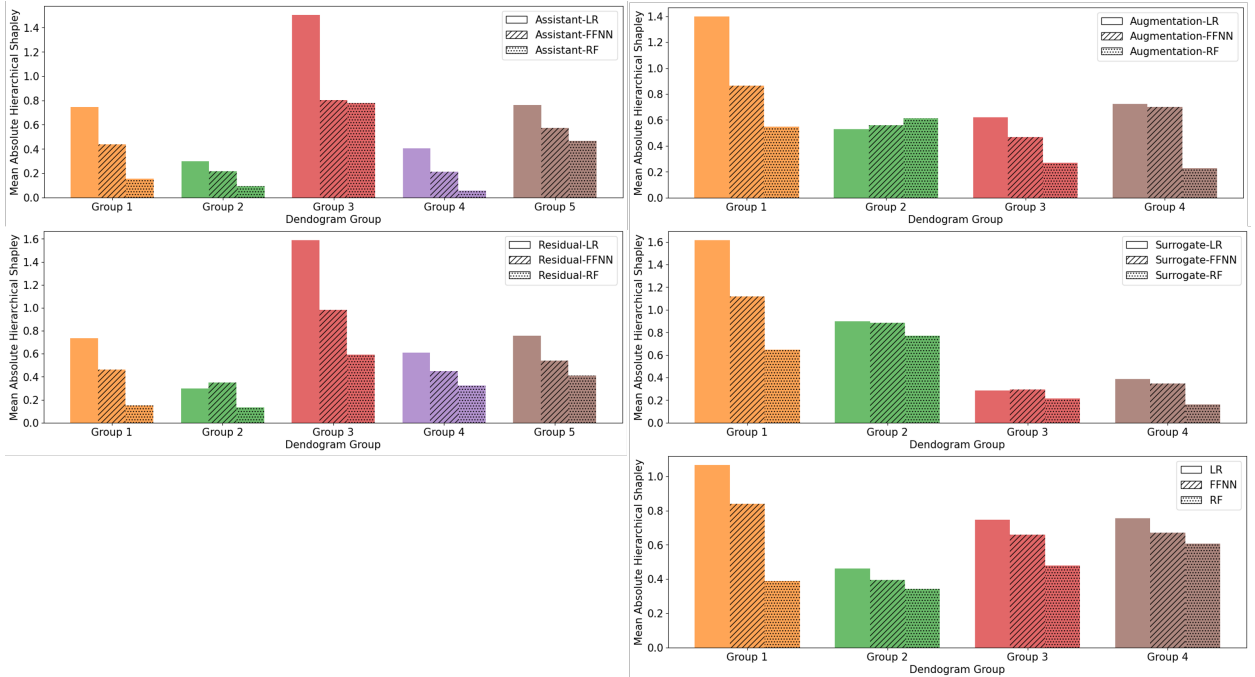 Mean Absolute Hierarchical Shapley
1.4
1.2
1.0
0.8
0.6
0.4
0.2
0.0
Assistant-LR
Assistant-FFNN
Assistant-RF
Group 1 Group 2 Group 3 Group 4 Group 5
Dendogram Group
Mean Absolute Hierarchical Shapley
1.4
1.2
1.0
0.8
0.6
0.4
0.2
0.0
Augmentation-LR
Augmentation-FFNN
Augmentation-RF
Group 1 Group 2 Group 3 Group 4
Dendogram Group
Mean Absolute Hierarchical Shapley
1.6
1.4
1.2
1.0
0.8
0.6
0.4
0.2
0.0
Residual-LR
Residual-FFNN
Residual-RF
Group 1 Group 2 Group 3 Group 4 Group 5
Dendogram Group
Mean Absolute Hierarchical Shapley
1.6
1.4
1.2
1.0
0.8
0.6
0.4
0.2
0.0
Surrogate-LR
Surrogate-FFNN
Surrogate-RF
Group 1 Group 2 Group 3 Group 4
Dendogram Group
Mean Absolute Hierarchical Shapley
1.0
0.8
0.6
0.4
0.2
0.0
LR
FFNN
RF
Group 1 Group 2 Group 3 Group 4
Dendogram Group